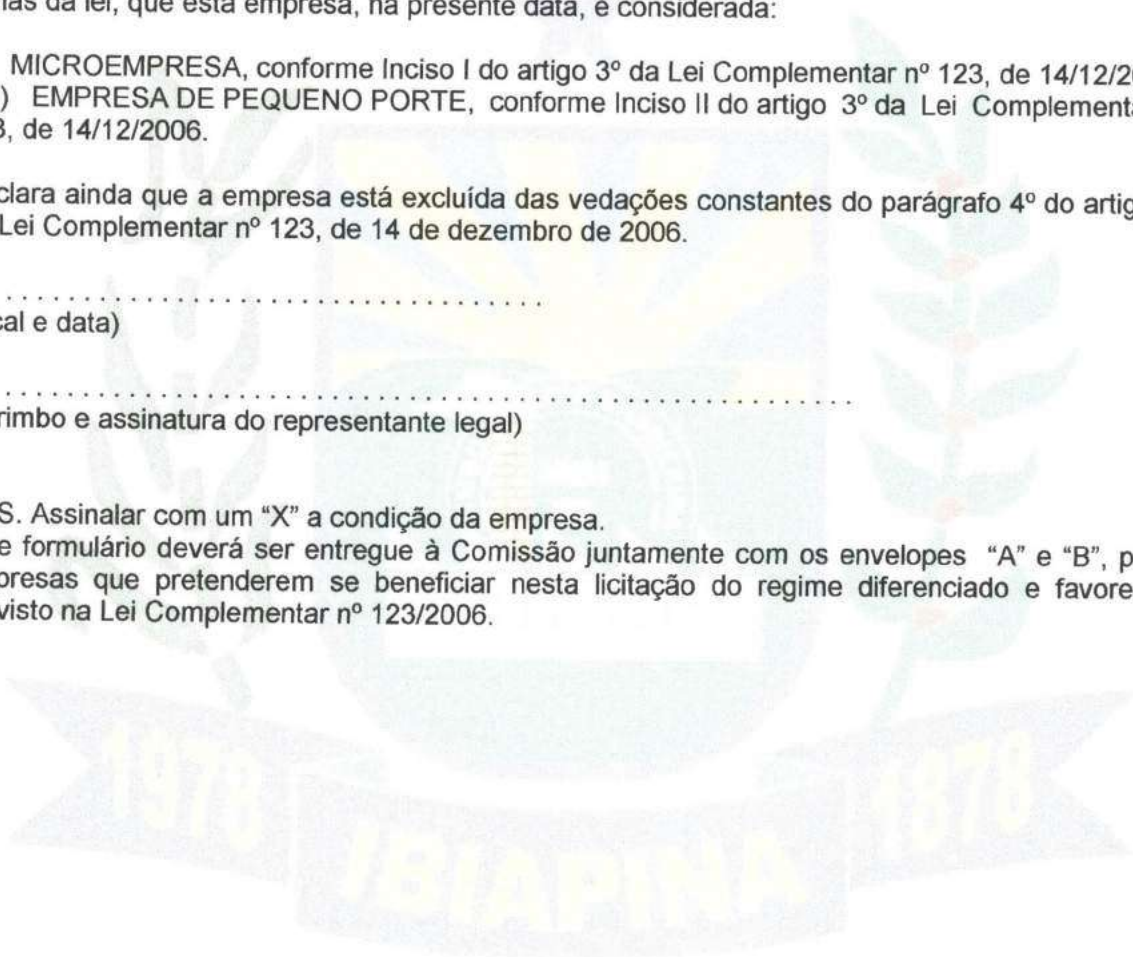 nas da lei, que esta empresa, na presente data, é considerada:
MICROEMPRESA, conforme Inciso I do artigo 3º da Lei Complementar nº 123, de 14/12/2
) EMPRESA DE PEQUENO PORTE, conforme Inciso II do artigo 3º da Lei Complementa
, de 14/12/2006.
clara ainda que a empresa está excluída das vedações constantes do parágrafo 4º do artig
Lei Complementar nº 123, de 14 de dezembro de 2006.
cal e data)
rimbo e assinatura do representante legal)
S. Assinalar com um “X” a condição da empresa.
e formulário deverá ser entregue à Comissão juntamente com os envelopes “A” e “B”, p
presas que pretenderem se beneficiar nesta licitação do regime diferenciado e favore
visto na Lei Complementar nº 123/2006.
1978 IBIAPINA 1878